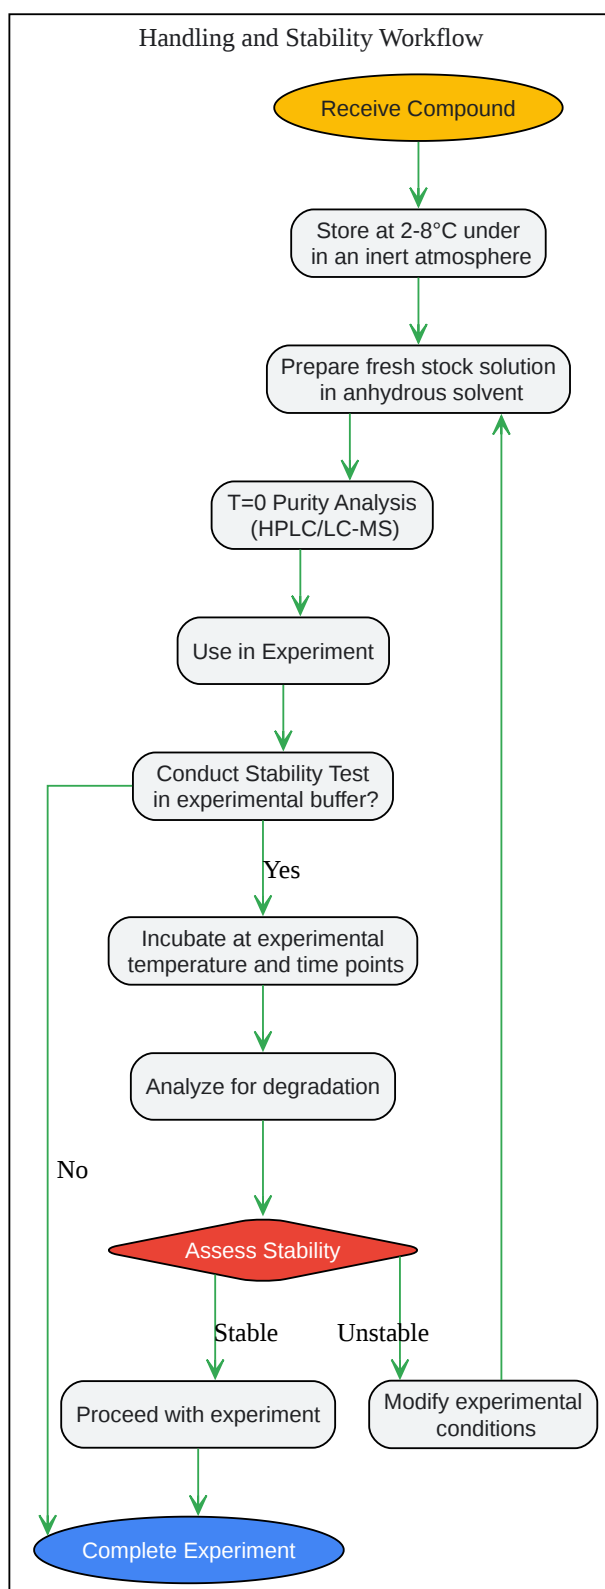 Handling and Stability Workflow
Receive Compound
Store at 2-8°C under
in an inert atmosphere
Prepare fresh stock solution
in anhydrous solvent
T=0 Purity Analysis
(HPLC/LC-MS)
Use in Experiment
Conduct Stability Test
in experimental buffer?
Yes
Incubate at experimental
temperature and time points
Analyze for degradation
No
Assess Stability
Stable
Unstable
Proceed with experiment
Modify experimental
conditions
Complete Experiment